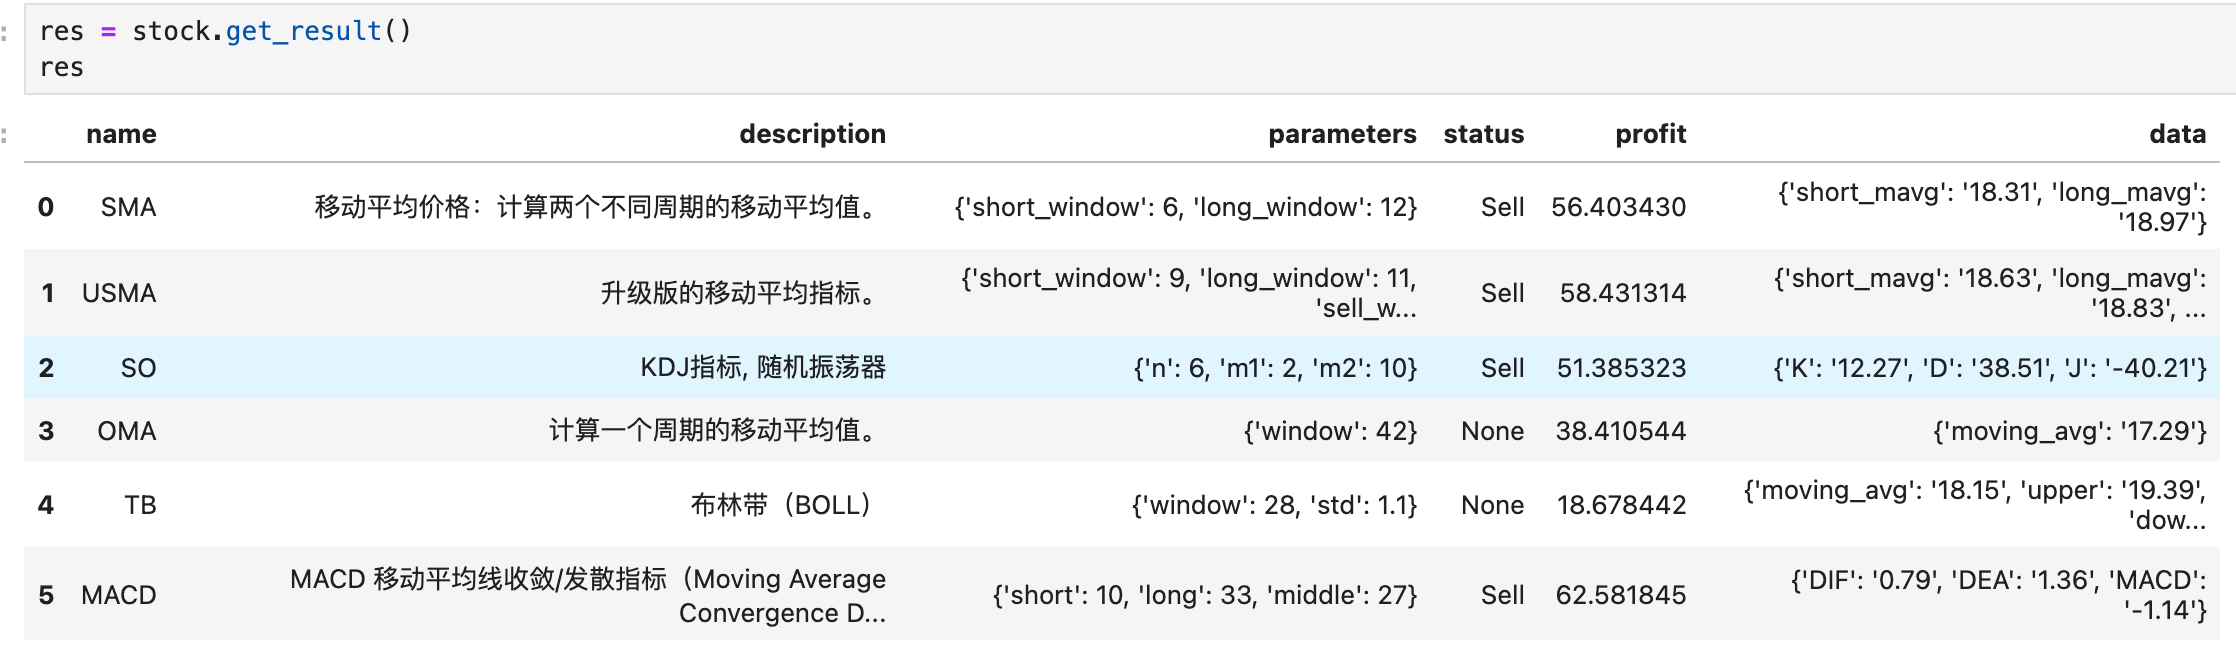 res = stock.get_result()
res
name description parameters status profit data
0 SMA 移动平均价格：计算两个不同周期的移动平均值。 {'short_window': 6, 'long_window': 12} Sell 56.403430 {'short_mavg': '18.31', 'long_mavg':
'18.97'}
1 USMA 升级版的移动平均指标。 {'short_window': 9, 'long_window': 11, Sell 58.431314 {'short_mavg': '18.63', 'long_mavg':
'sell_w... '18.83', ...
2 SO KDJ指标, 随机振荡器 {'n': 6, 'm1': 2, 'm2': 10} Sell 51.385323 {'K': '12.27', 'D': '38.51', 'J': '-40.21'}
3 OMA 计算一个周期的移动平均值。 {'window': 42} None 38.410544 {'moving_avg': '17.29'}
4 TB 布林带（BOLL） {'window': 28, 'std': 1.1} None 18.678442 {'moving_avg': '18.15', 'upper': '19.39',
'dow...
5 MACD MACD 移动平均线收敛/发散指标（Moving Average {'short': 10, 'long': 33, 'middle': 27} Sell 62.581845 {'DIF': '0.79', 'DEA': '1.36', 'MACD':
Convergence D... '-1.14'}